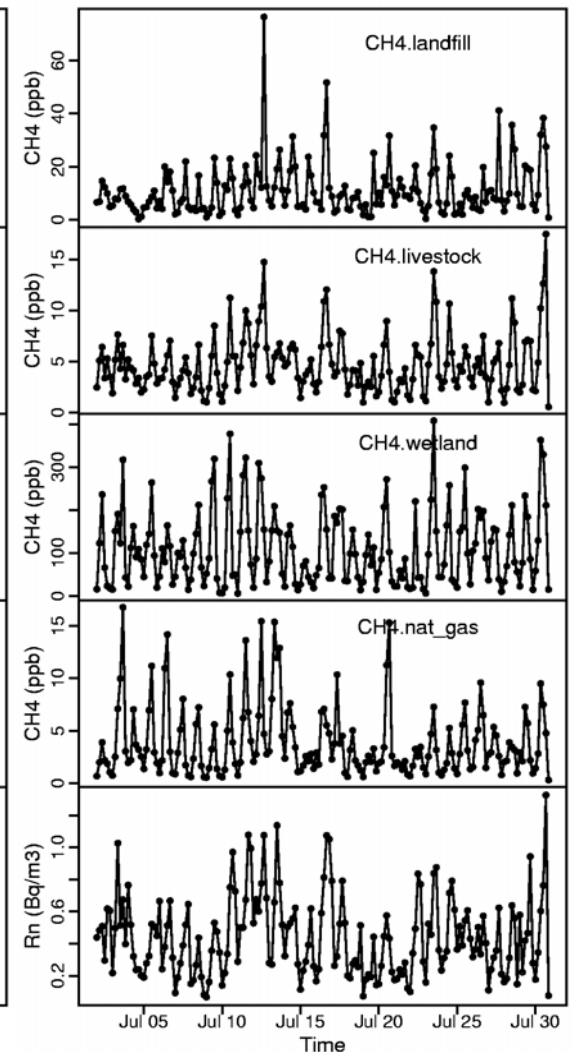 CH4.landfill
CH4 (ppb)
60
40
20
0
CH4.livestock
CH4 (ppb)
15
10
5
0
CH4.wetland
CH4 (ppb)
300
100
0
CH4.nat_gas
CH4 (ppb)
15
10
5
0
Rn (Bq/m3)
1.0
0.6
0.2
Jul 05 Jul 10 Jul 15 Jul 20 Jul 25 Jul 30
Time